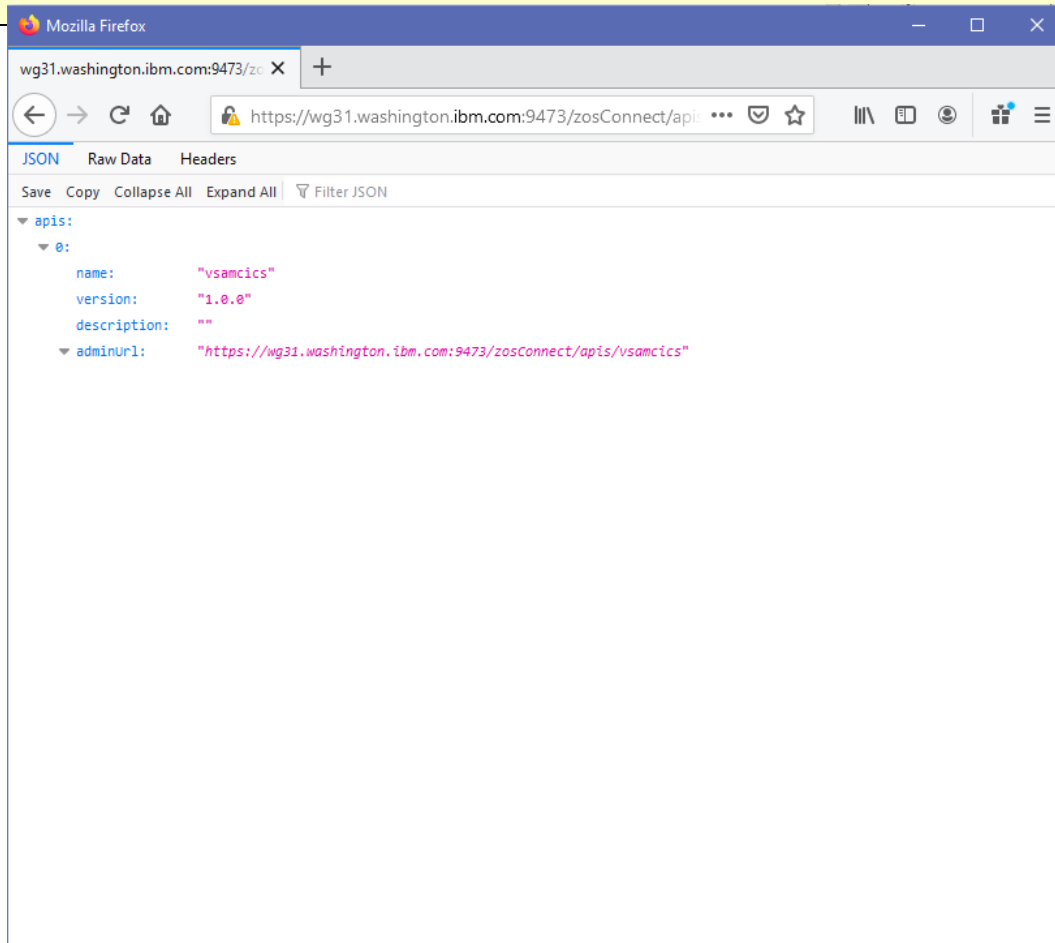 Mozilla Firefox
wg31.washington.ibm.com:9473/zo
https://wg31.washington.ibm.com:9473/zosConnect/api
JSON Raw Data Headers
Save Copy Collapse All Expand All Filter JSON
apis:
0:
name: "vsamcics"
version: "1.0.0"
description: ""
adminUrl: "https://wg31.washington.ibm.com:9473/zosConnect/apis/vsamcics"